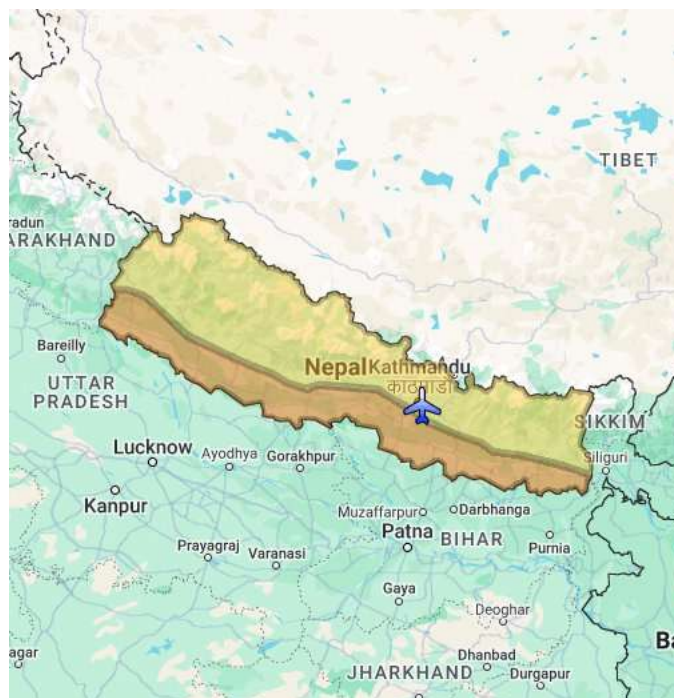 TIBET
radun
ARAKHAND
Bareilly
Nepal
Kathmandu
UTTAR
PRADESH
SIKKIM
Lucknow
Ayodhya
Gorakhpur
Siliguri
Kanpur
Muzaffarpur
Darbhanga
Patna
BIHAR
Purnia
Prayagraj
Varanasi
Gaya
Deoghar
Ba
agar
Dhanbad
JHARKHAND
Durgapur